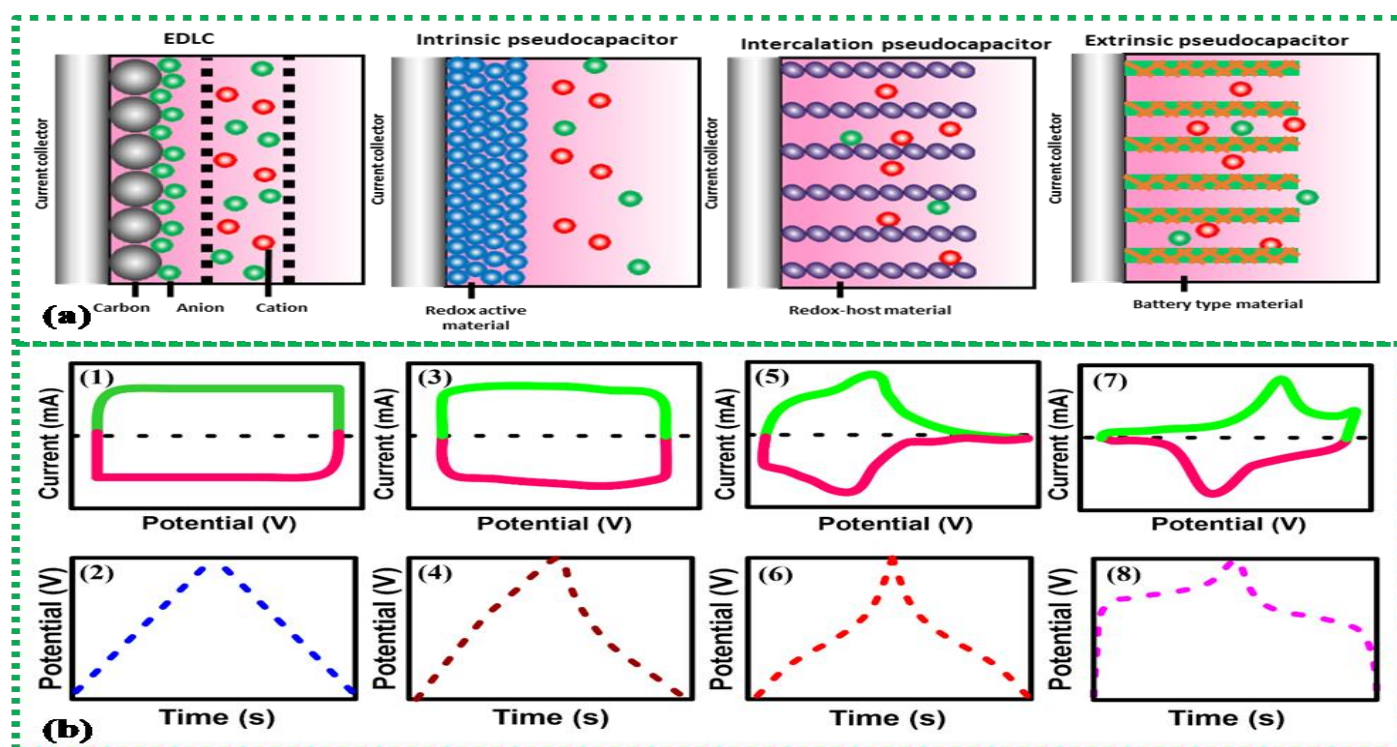 EDLC
Intrinsic pseudocapacitor
Intercalation pseudocapacitor
Extrinsic pseudocapacitor
Current collector
Current collector
Current collector
Current collector
Carbon
Anion
Cation
Redox active
material
Redox-host material
Battery type material
(a)
(1)
Current (mA)
Potential (V)
(3)
Current (mA)
Potential (V)
(5)
Current (mA)
Potential (V)
(7)
Current (mA)
Potential (V)
(2)
Potential (V)
Time (s)
(4)
Potential (V)
Time (s)
(6)
Potential (V)
Time (s)
(8)
Potential (V)
Time (s)
(b)